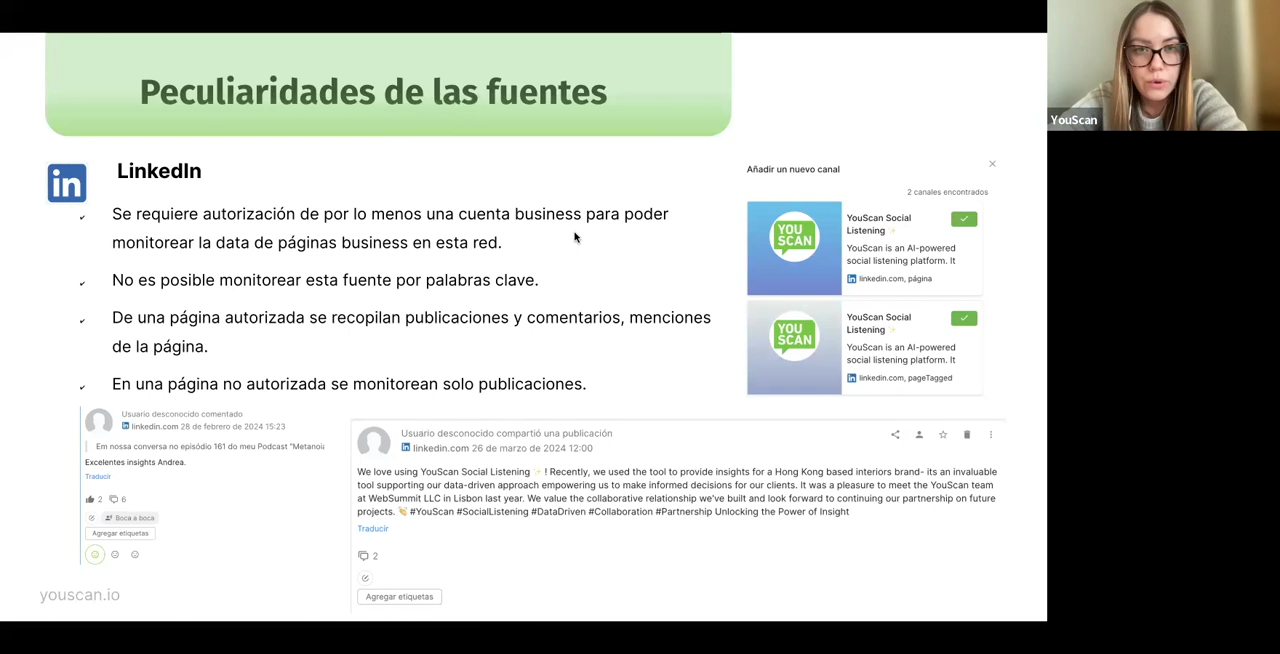 Peculiaridades de las fuentes
YouScan
in
LinkedIn
Se requiere autorización de por lo menos una cuenta business para poder
monitorear la data de páginas business en esta red.
No es posible monitorear esta fuente por palabras clave.
De una página autorizada se recopilan publicaciones y comentarios, menciones
de la página.
En una página no autorizada se monitorean solo publicaciones.
Añadir un nuevo canal
2 canales encontrados
YOU
SCAN
YouScan Social
Listening ✨
YouScan is an AI-powered
social listening platform. It
in linkedin.com, página
YOU
SCAN
YouScan Social
Listening ✨
YouScan is an AI-powered
social listening platform. It
in linkedin.com, pageTagged
Usuario desconocido comentado
in linkedin.com 28 de febrero de 2024 15:23
Em nossa conversa no episódio 161 do meu Podcast "Metanoia
Excelentes insights Andrea.
Traducir
2 6
Boca a boca
Agregar etiquetas
Usuario desconocido compartió una publicación
in linkedin.com 26 de marzo de 2024 12:00
We love using YouScan Social Listening ✨ ! Recently, we used the tool to provide insights for a Hong Kong based interiors brand- its an invaluable
tool supporting our data-driven approach empowering us to make informed decisions for our clients. It was a pleasure to meet the YouScan team
at WebSummit LLC in Lisbon last year. We value the collaborative relationship we've built and look forward to continuing our partnership on future
projects. 👏 #YouScan #SocialListening #DataDriven #Collaboration #Partnership Unlocking the Power of Insight
Traducir
2
Agregar etiquetas
youscan.io